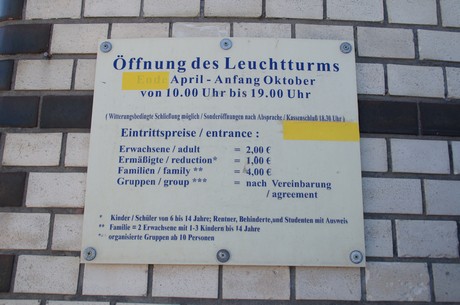 Öffnung des Leuchtturms
Ende April - Anfang Oktober
von 10.00 Uhr bis 19.00 Uhr
( Witterungsbedingte Schließung möglich / Sonderöffnungen nach Absprache / Kassenschluß 18.30 Uhr )
Eintrittspreise / entrance :
Erwachsene / adult = 2,00 €
Ermäßigte / reduction* = 1,00 €
Familien / family ** = 4,00 €
Gruppen / group *** = nach Vereinbarung
/ agreement
* Kinder / Schüler von 6 bis 14 Jahre; Rentner, Behinderte,und Studenten mit Ausweis
** Familie = 2 Erwachsene mit 1-3 Kindern bis 14 Jahre
*** organisierte Gruppen ab 10 Personen